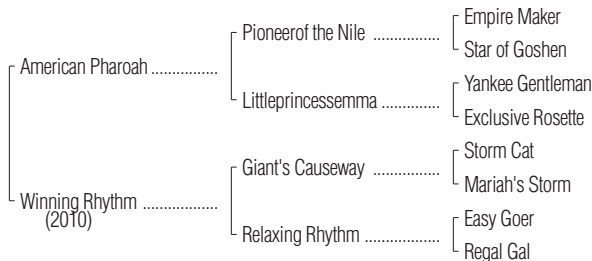 Empire Maker
Pioneerof the Nile ................
Star of Goshen
American Pharoah ................
Yankee Gentleman
Littleprincessemma ..............
Exclusive Rosette
Storm Cat
Giant's Causeway ................
Mariah's Storm
Winning Rhythm ..................
(2010)
Easy Goer
Relaxing Rhythm ..................
Regal Gal